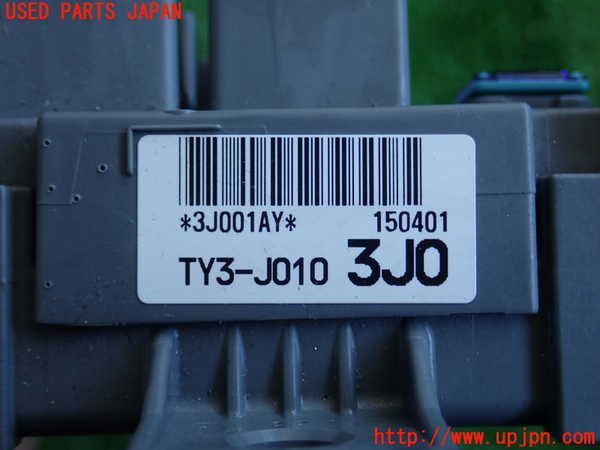 USED PARTS JAPAN
*3J001AY* 150401
TY3-J010 3J0
http://www.upjpn.com/